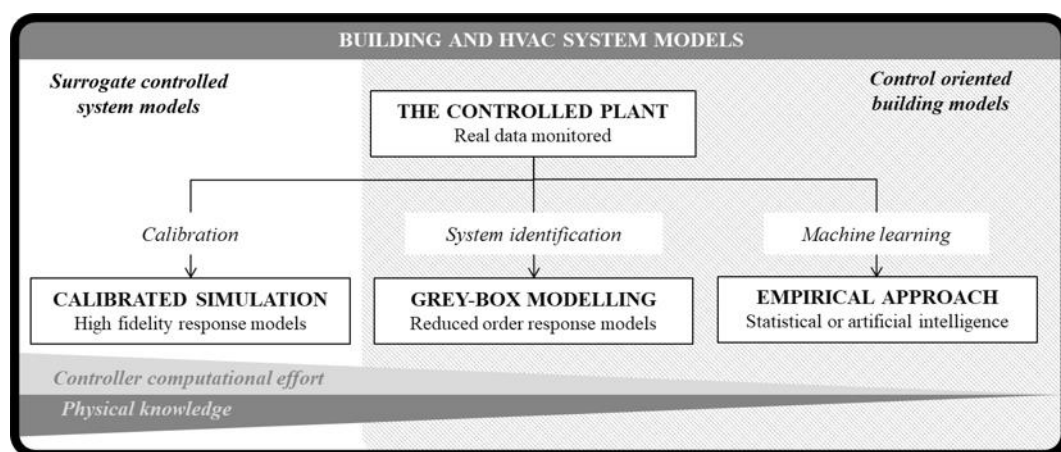 BUILDING AND HVAC SYSTEM MODELS
Surrogate controlled
system models
Control oriented
building models
THE CONTROLLED PLANT
Real data monitored
Calibration
System identification
Machine learning
CALIBRATED SIMULATION
High fidelity response models
GREY-BOX MODELLING
Reduced order response models
EMPIRICAL APPROACH
Statistical or artificial intelligence
Controller computational effort
Physical knowledge